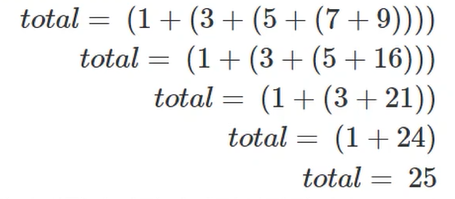 total = (1 + (3 + (5 + (7 + 9))))
total = (1 + (3 + (5 + 16)))
total = (1 + (3 + 21))
total = (1 + 24)
total = 25